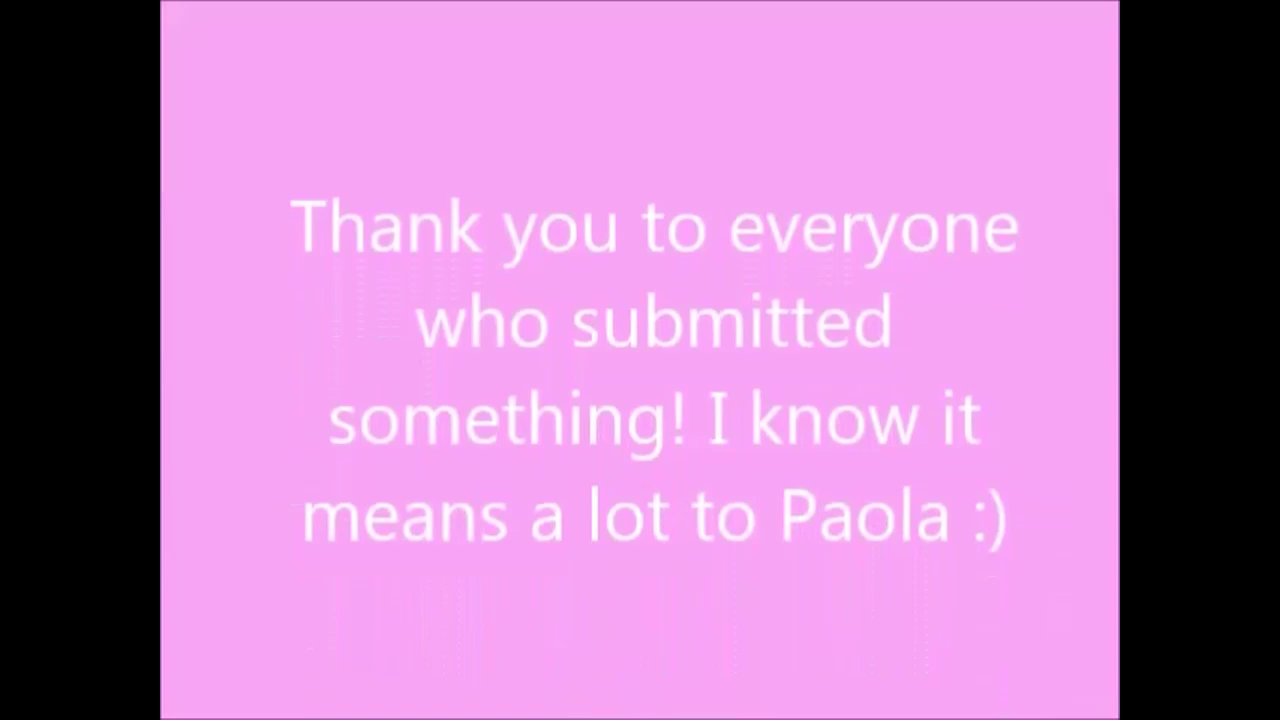 Thank you to everyone
who submitted
something! I know it
means a lot to Paola :)